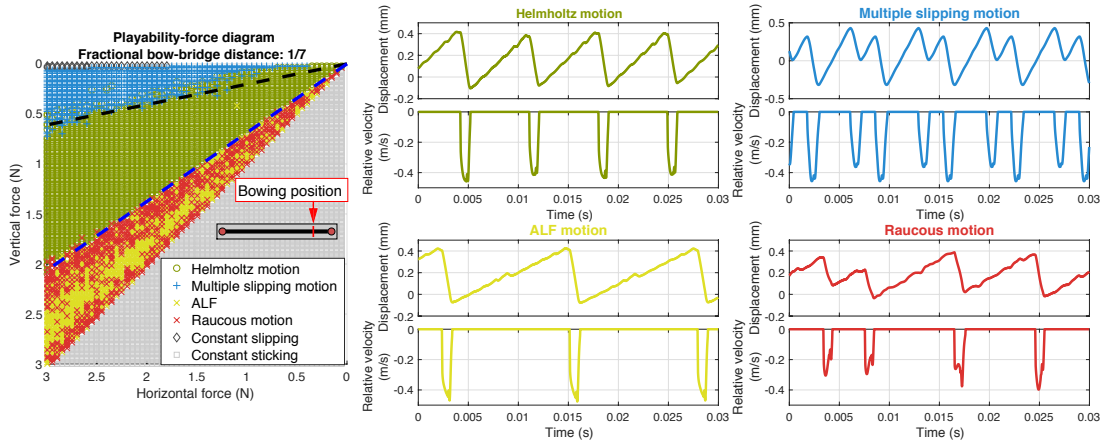 Playability-force diagram
Fractional bow-bridge distance: 1/7
Vertical force (N)
0
0.5
1
1.5
2
2.5
3
3 2.5 2 1.5 1 0.5 0
Horizontal force (N)
Bowing position
Helmholtz motion
Multiple slipping motion
ALF
Raucous motion
Constant slipping
Constant sticking
Helmholtz motion
Displacement (mm)
0.4
0.2
0
-0.2
Relative velocity
(m/s)
0
-0.2
-0.4
0 0.005 0.01 0.015 0.02 0.025 0.03
Time (s)
Multiple slipping motion
Displacement (mm)
0.5
0
-0.5
Relative velocity
(m/s)
0
-0.2
-0.4
0 0.005 0.01 0.015 0.02 0.025 0.03
Time (s)
ALF motion
Displacement (mm)
0.4
0.2
0
-0.2
Relative velocity
(m/s)
0
-0.2
-0.4
0 0.005 0.01 0.015 0.02 0.025 0.03
Time (s)
Raucous motion
Displacement (mm)
0.4
0.2
0
Relative velocity
(m/s)
0
-0.2
-0.4
0 0.005 0.01 0.015 0.02 0.025 0.03
Time (s)